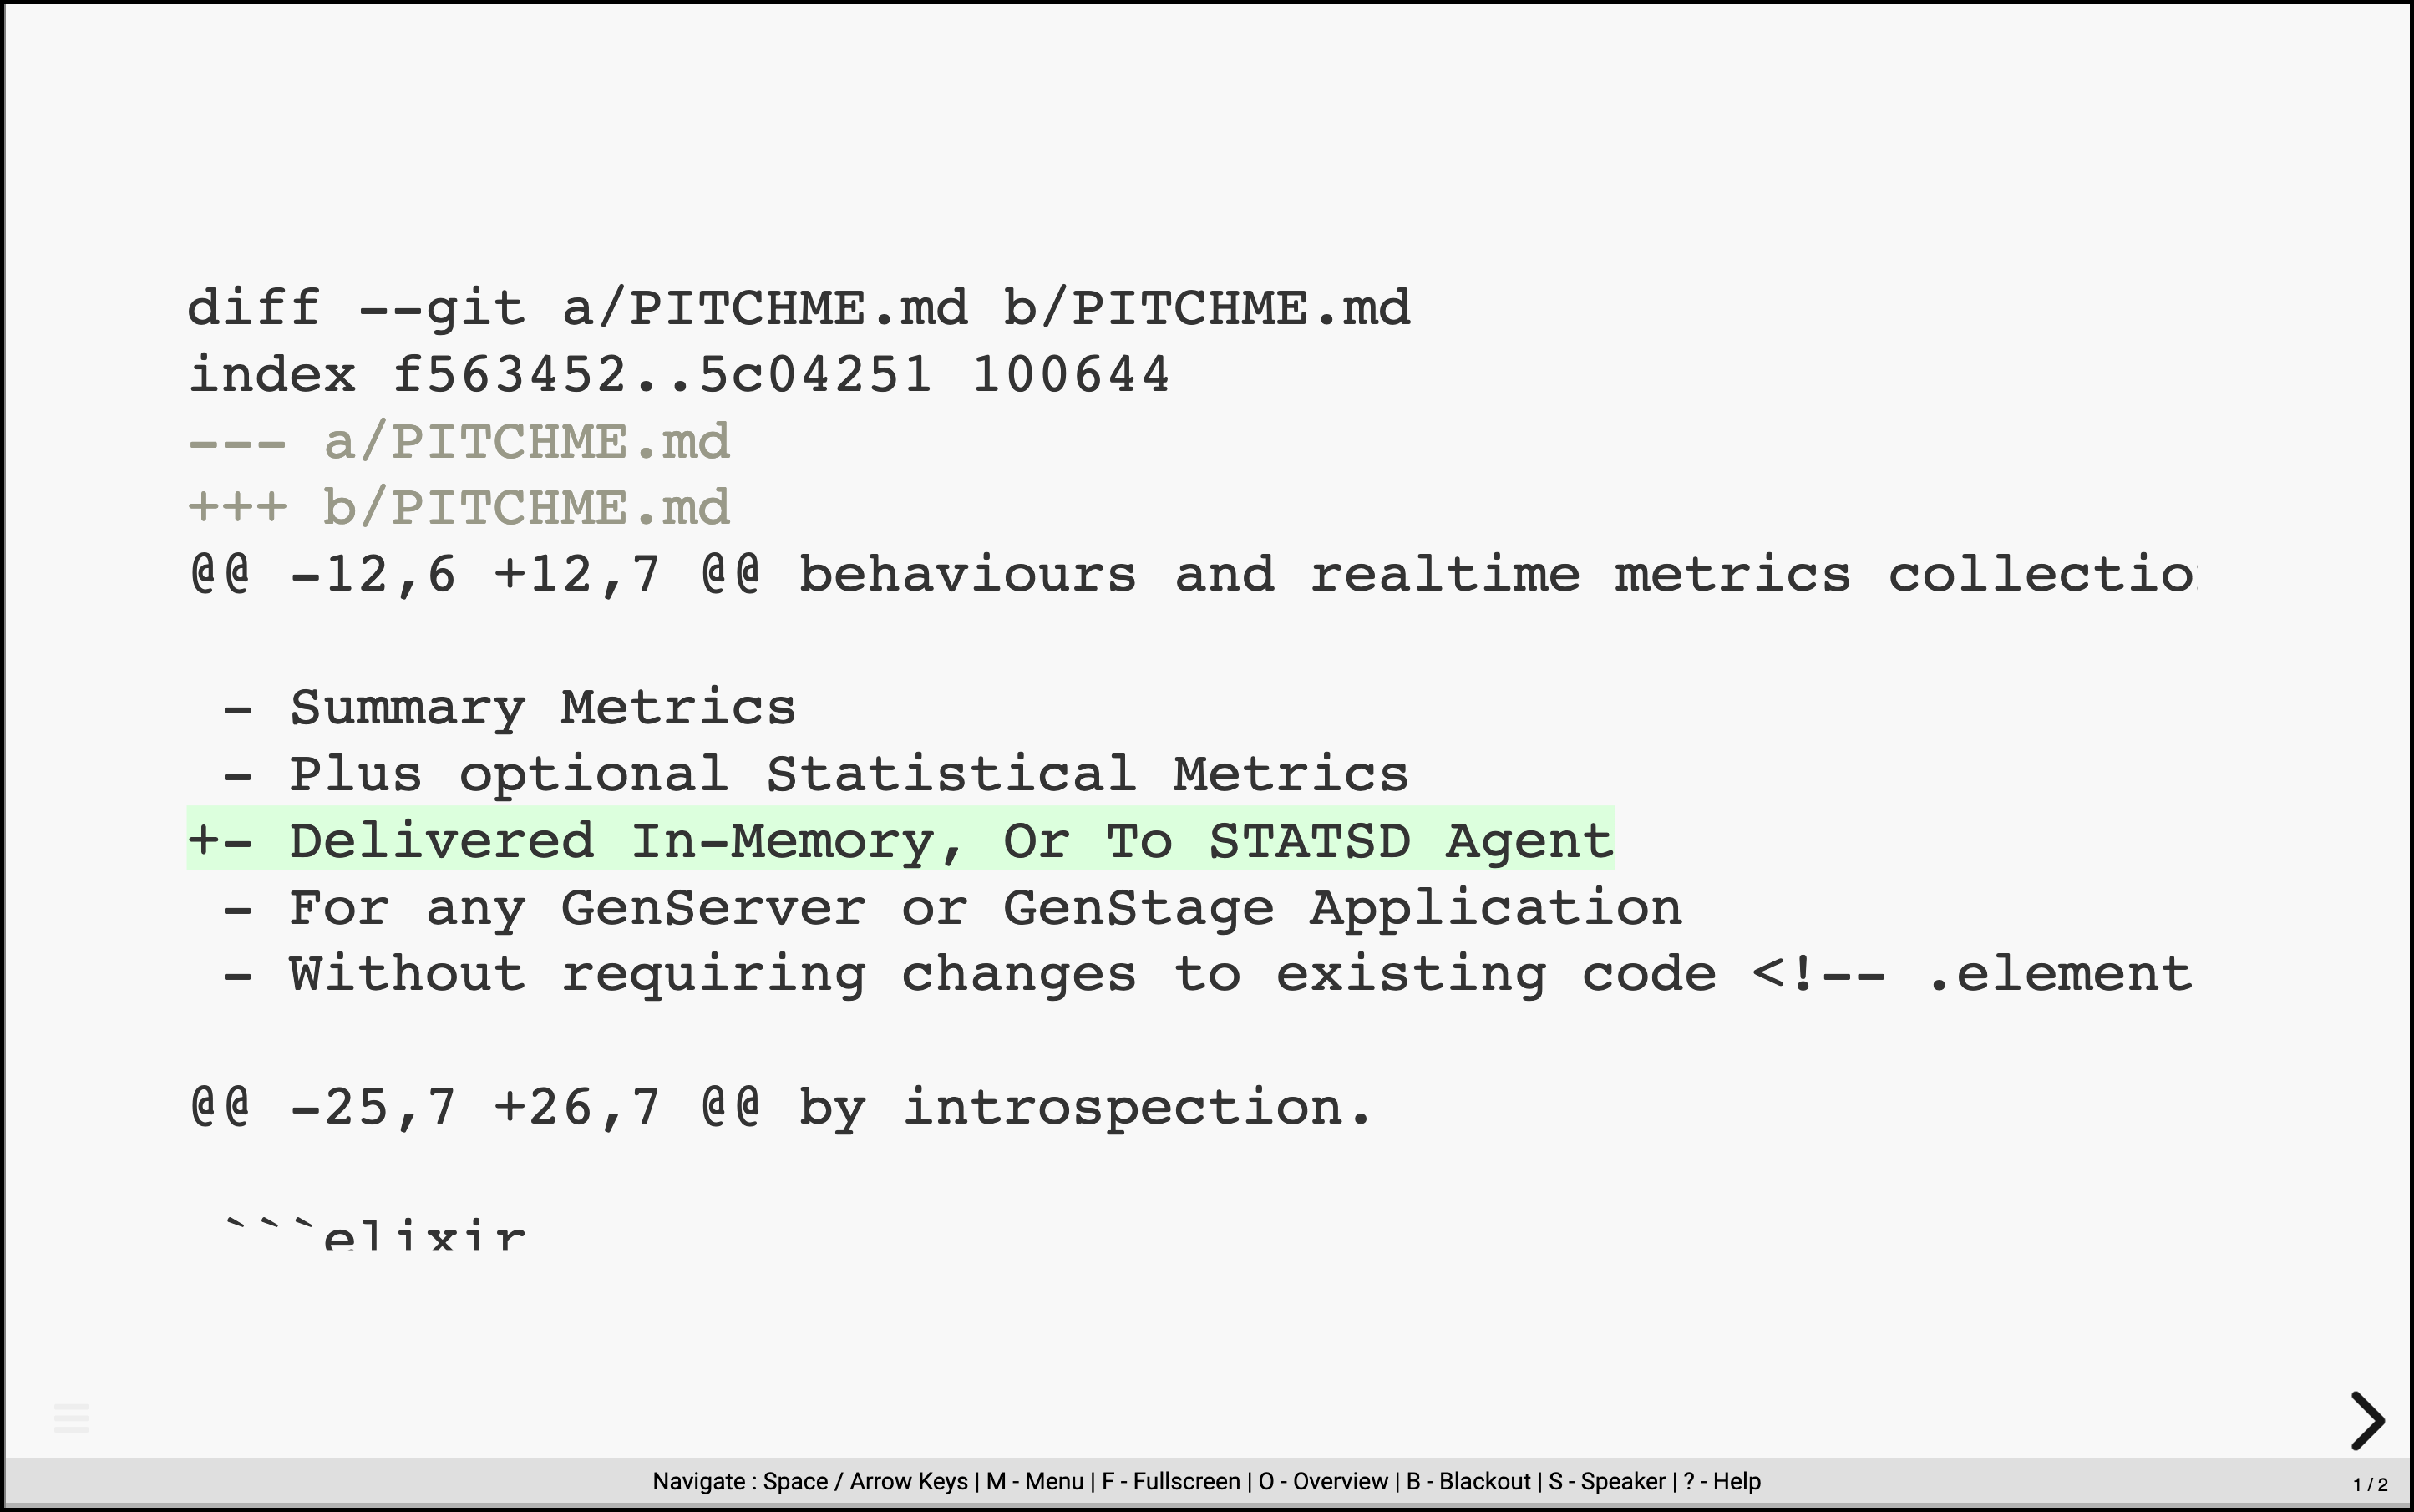 diff --git a/PITCHME.md b/PITCHME.md
index f563452..5c04251 100644
--- a/PITCHME.md
+++ b/PITCHME.md
@@ -12,6 +12,7 @@ behaviours and realtime metrics collectio
 - Summary Metrics
 - Plus optional Statistical Metrics
+- Delivered In-Memory, Or To STATSD Agent
 - For any GenServer or GenStage Application
 - Without requiring changes to existing code <!-- .element
@@ -25,7 +26,7 @@ by introspection.
 ```elixir
Navigate : Space / Arrow Keys | M - Menu | F - Fullscreen | O - Overview | B - Blackout | S - Speaker | ? - Help
1 / 2